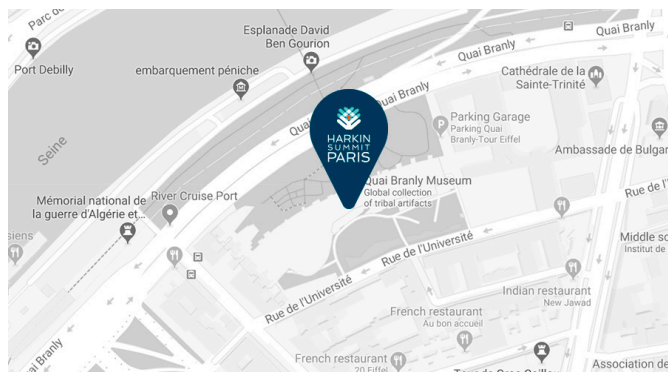 Parc de
Esplanade David
Ben Gourion
Quai Branly
Port Debilly
embarquement péniche
Cathédrale de la
Sainte-Trinité
Quai Branly
Qua
HARKIN
SUMMIT
PARIS
Parking Garage
Parking Quai
Branly-Tour Eiffel
Seine
Ambassade de Bulgar
Quai Branly Museum
Global collection
of tribal artifacts
Mémorial national de
la guerre d'Algérie et...
River Cruise Port
Rue de l'
siens
Rue de l'Université
Middle sc
Institut de
Rue de l'Université
Indian restaurant
New Jawad
French restaurant
Au bon accueil
Quai Branly
French restaurant
20 Eiffel
Association de